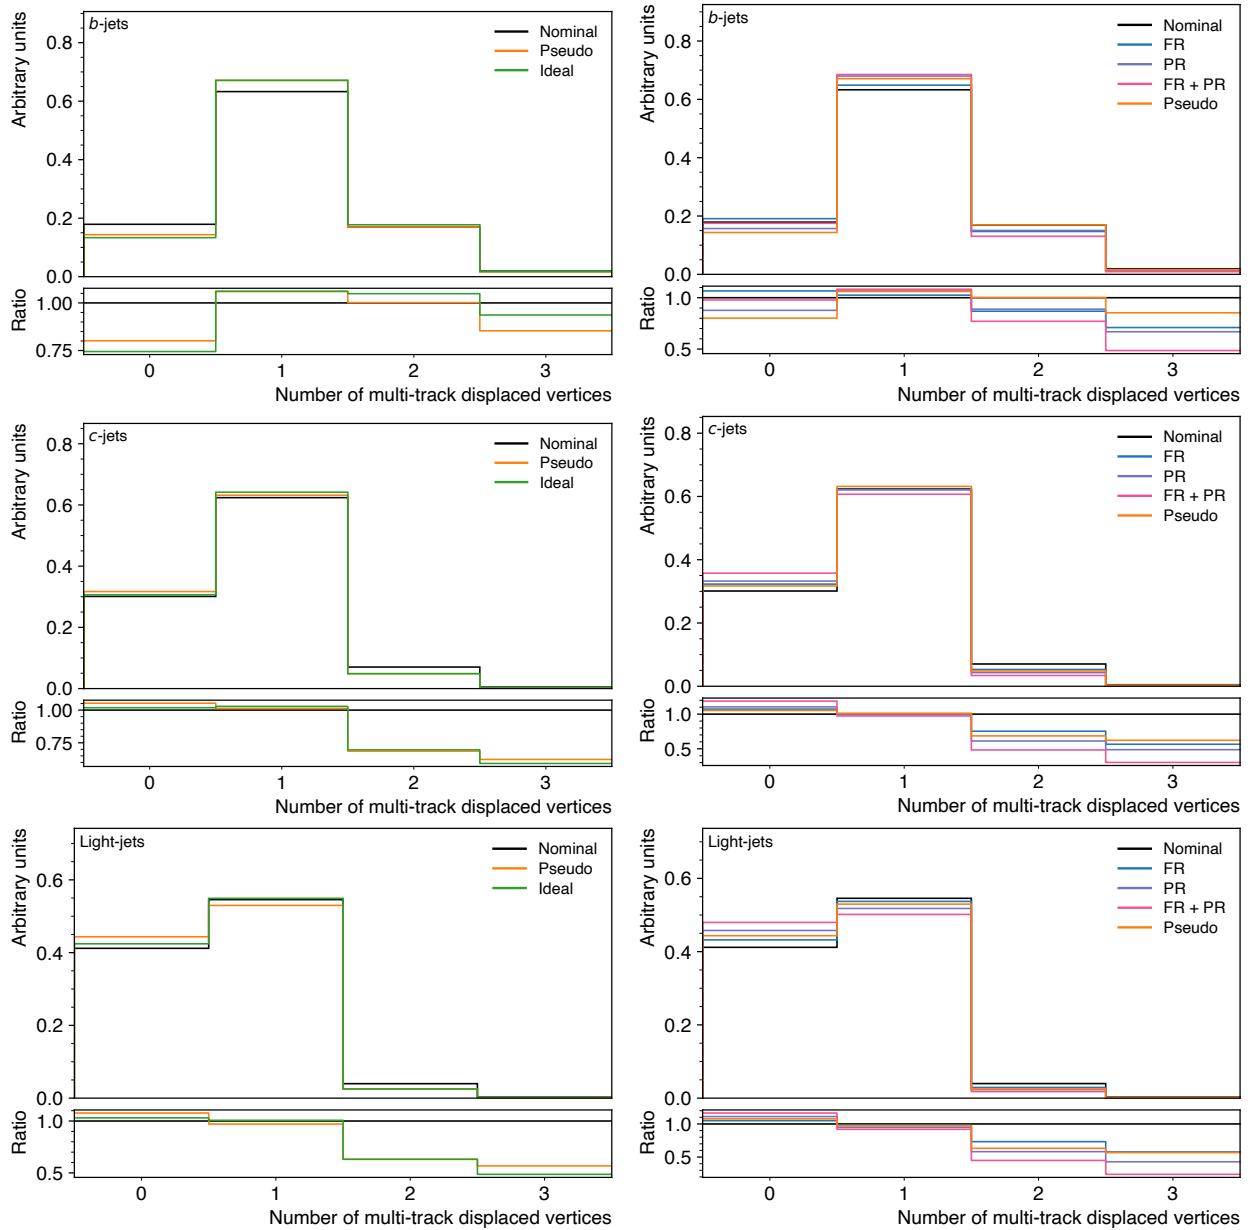 b-jets
Arbitrary units
0.8
0.6
0.4
0.2
0.0
Nominal
Pseudo
Ideal
Ratio
1.00
0.75
0 1 2 3
Number of multi-track displaced vertices
b-jets
Arbitrary units
0.8
0.6
0.4
0.2
0.0
Nominal
FR
PR
FR + PR
Pseudo
Ratio
1.0
0.5
0 1 2 3
Number of multi-track displaced vertices
c-jets
Arbitrary units
0.8
0.6
0.4
0.2
0.0
Nominal
Pseudo
Ideal
Ratio
1.00
0.75
0 1 2 3
Number of multi-track displaced vertices
c-jets
Arbitrary units
0.8
0.6
0.4
0.2
0.0
Nominal
FR
PR
FR + PR
Pseudo
Ratio
1.0
0.5
0 1 2 3
Number of multi-track displaced vertices
Light-jets
Arbitrary units
0.6
0.4
0.2
0.0
Nominal
Pseudo
Ideal
Ratio
1.0
0.5
0 1 2 3
Number of multi-track displaced vertices
Light-jets
Arbitrary units
0.6
0.4
0.2
0.0
Nominal
FR
PR
FR + PR
Pseudo
Ratio
1.0
0.5
0 1 2 3
Number of multi-track displaced vertices